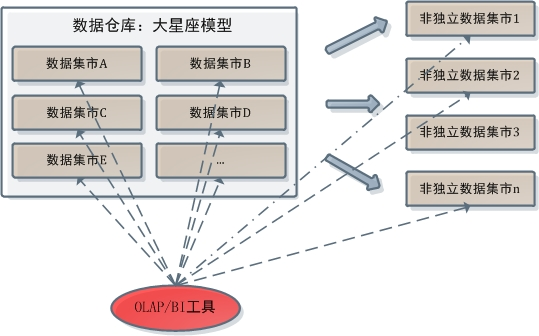 数据仓库：大星座模型
数据集市A
数据集市B
数据集市C
数据集市D
数据集市E
...
非独立数据集市1
非独立数据集市2
非独立数据集市3
非独立数据集市n
OLAP/BI工具